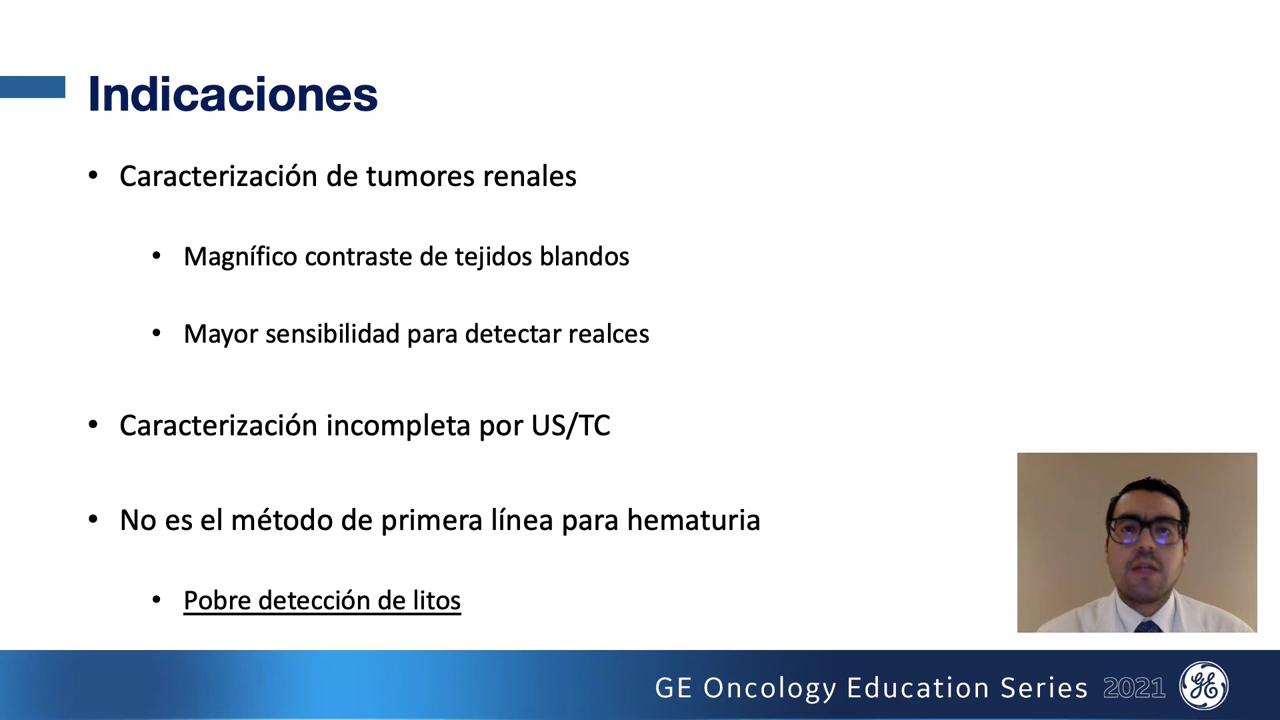 Indicaciones
• Caracterización de tumores renales
• Magnífico contraste de tejidos blandos
• Mayor sensibilidad para detectar realces
• Caracterización incompleta por US/TC
• No es el método de primera línea para hematuria
• Pobre detección de litos
GE Oncology Education Series 2021